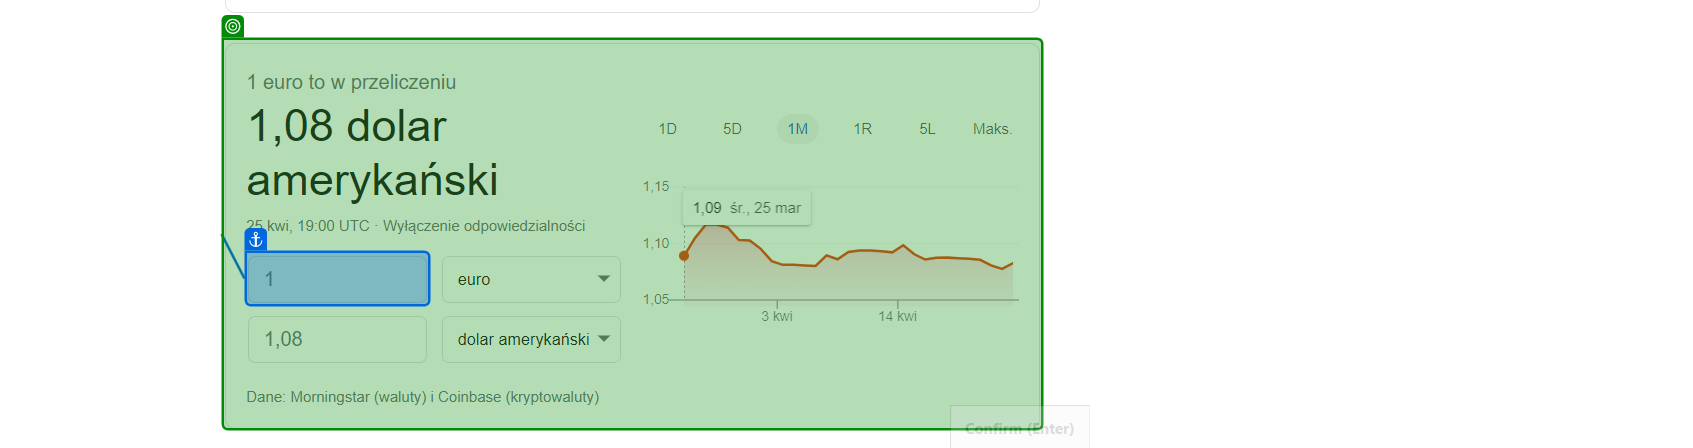 1 euro to w przeliczeniu
1,08 dolar
amerykański
25 kwi, 19:00 UTC · Wyłączenie odpowiedzialności
1
euro
1,08
dolar amerykański
Dane: Morningstar (waluty) i Coinbase (kryptowaluty)
1D 5D 1M 1R 5L Maks.
1,15
1,09 śr., 25 mar
1,10
1,05
3 kwi 14 kwi
Confirm (Enter)